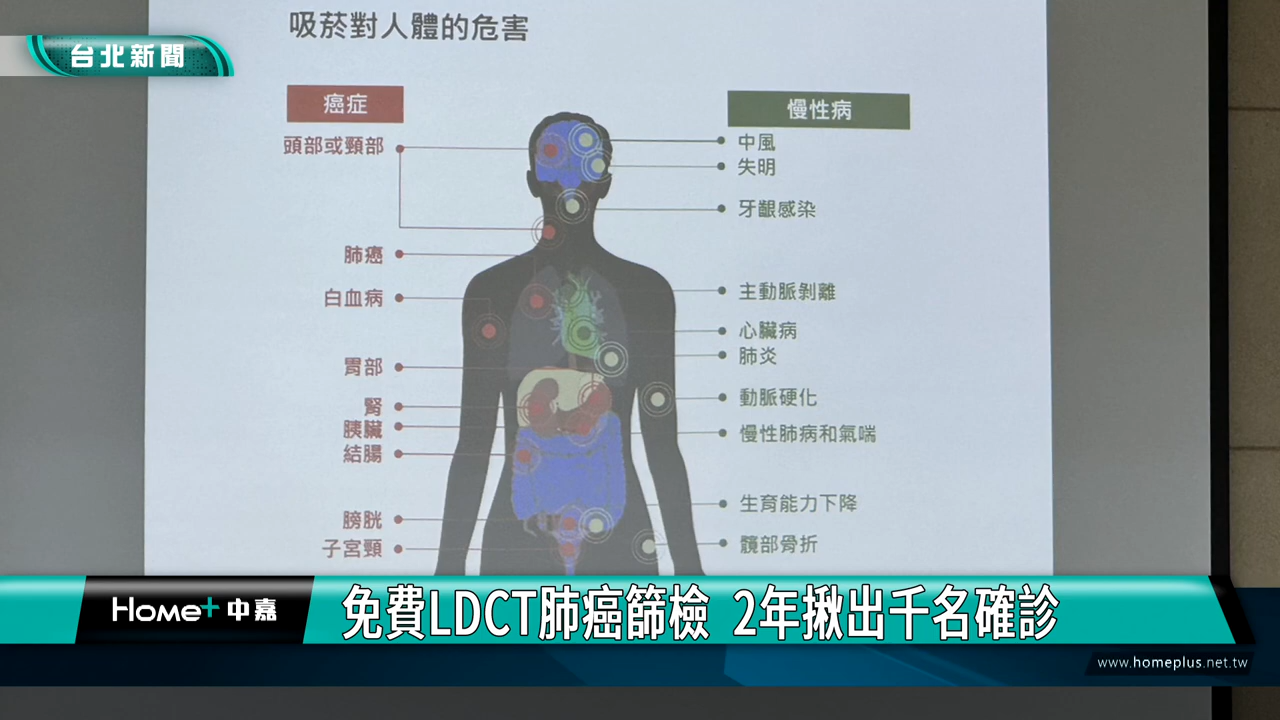 吸菸對人體的危害
台北新聞
癌症
頭部或頸部
肺癌
白血病
胃部
腎
胰臟
結腸
膀胱
子宮頸
慢性病
中風
失明
牙齦感染
主動脈剝離
心臟病
肺炎
動脈硬化
慢性肺病和氣喘
生育能力下降
髖部骨折
Home+中嘉
免費LDCT肺癌篩檢 2年揪出千名確診
www.homeplus.net.tw